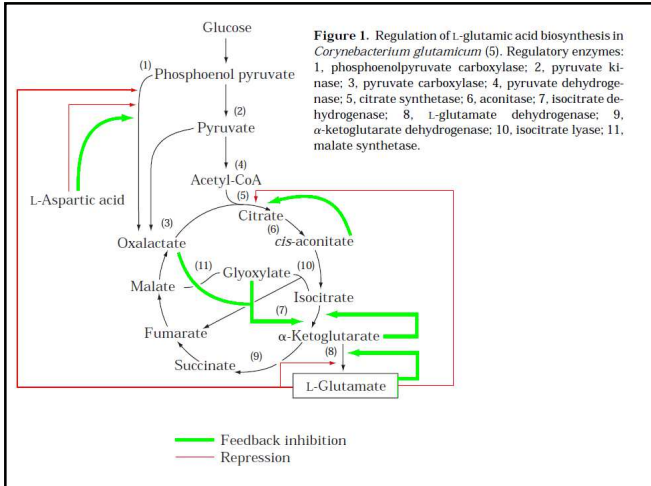 Glucose
Figure 1. Regulation of L-glutamic acid biosynthesis in
Corynebacterium glutamicum (5). Regulatory enzymes:
1, phosphoenolpyruvate carboxylase; 2, pyruvate ki-
nase; 3, pyruvate carboxylase; 4, pyruvate dehydroge-
nase; 5, citrate synthetase; 6, aconitase; 7, isocitrate de-
hydrogenase; 8, L-glutamate dehydrogenase; 9,
α-ketoglutarate dehydrogenase; 10, isocitrate lyase; 11,
malate synthetase.
(1)
Phosphoenol pyruvate
(2)
Pyruvate
(4)
Acetyl-CoA
L-Aspartic acid
(5)
Citrate
(6)
(3)
Oxalactate
cis-aconitate
(11)
Glyoxylate
(10)
Malate
Isocitrate
(7)
Fumarate
α-Ketoglutarate
(8)
(9)
Succinate
L-Glutamate
Feedback inhibition
Repression